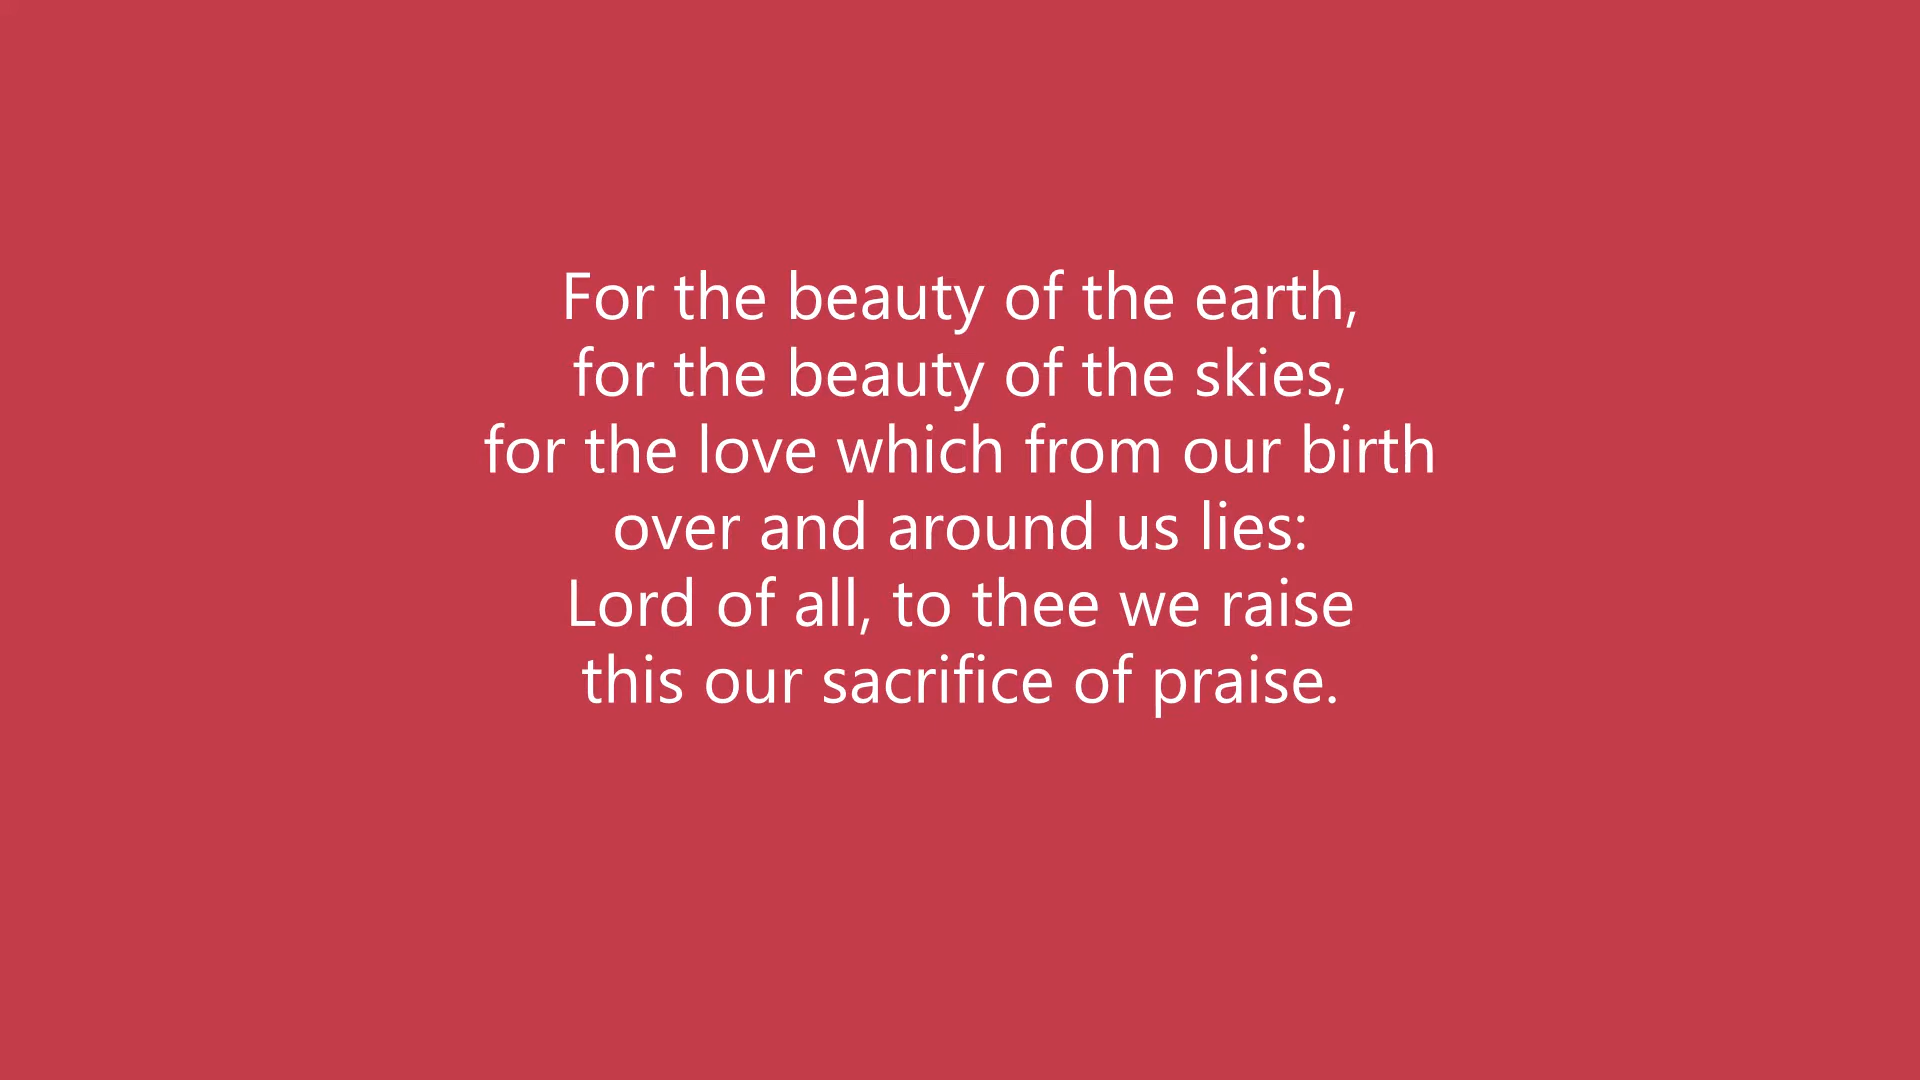 For the beauty of the earth,
for the beauty of the skies,
for the love which from our birth
over and around us lies:
Lord of all, to thee we raise
this our sacrifice of praise.